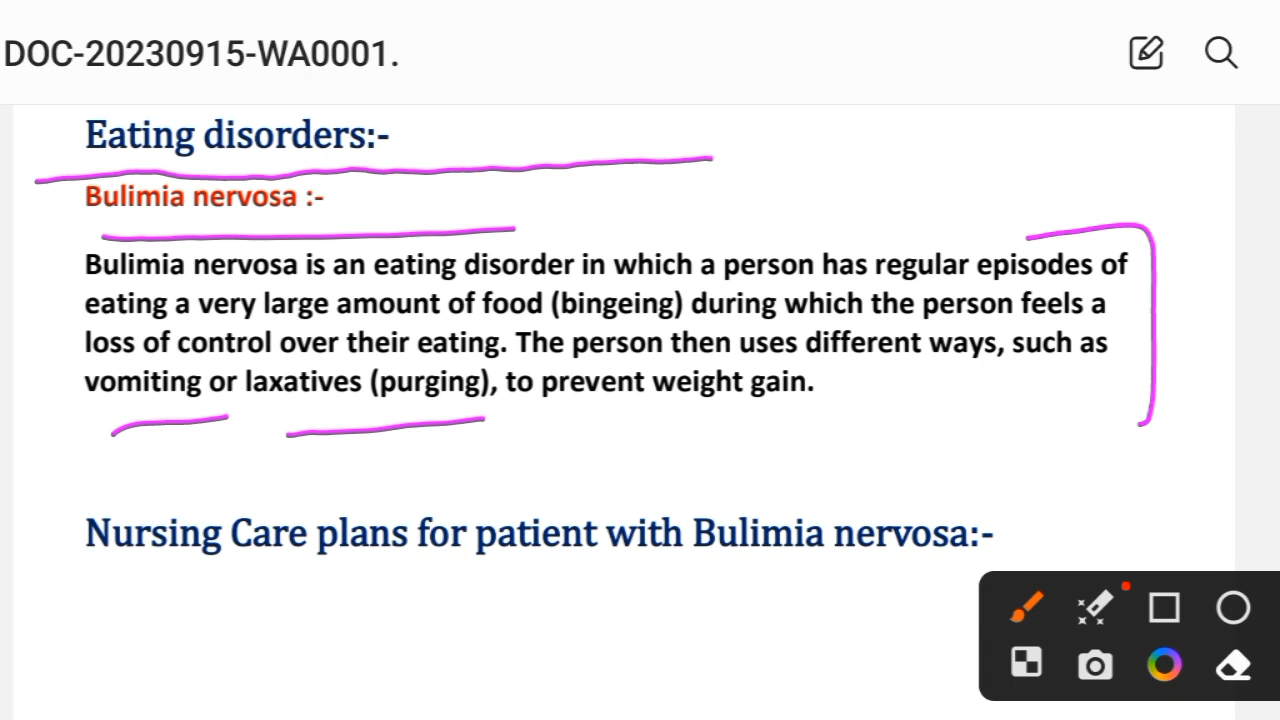 DOC-20230915-WA0001.
Eating disorders:-
Bulimia nervosa :-
Bulimia nervosa is an eating disorder in which a person has regular episodes of
eating a very large amount of food (bingeing) during which the person feels a
loss of control over their eating. The person then uses different ways, such as
vomiting or laxatives (purging), to prevent weight gain.
Nursing Care plans for patient with Bulimia nervosa:-